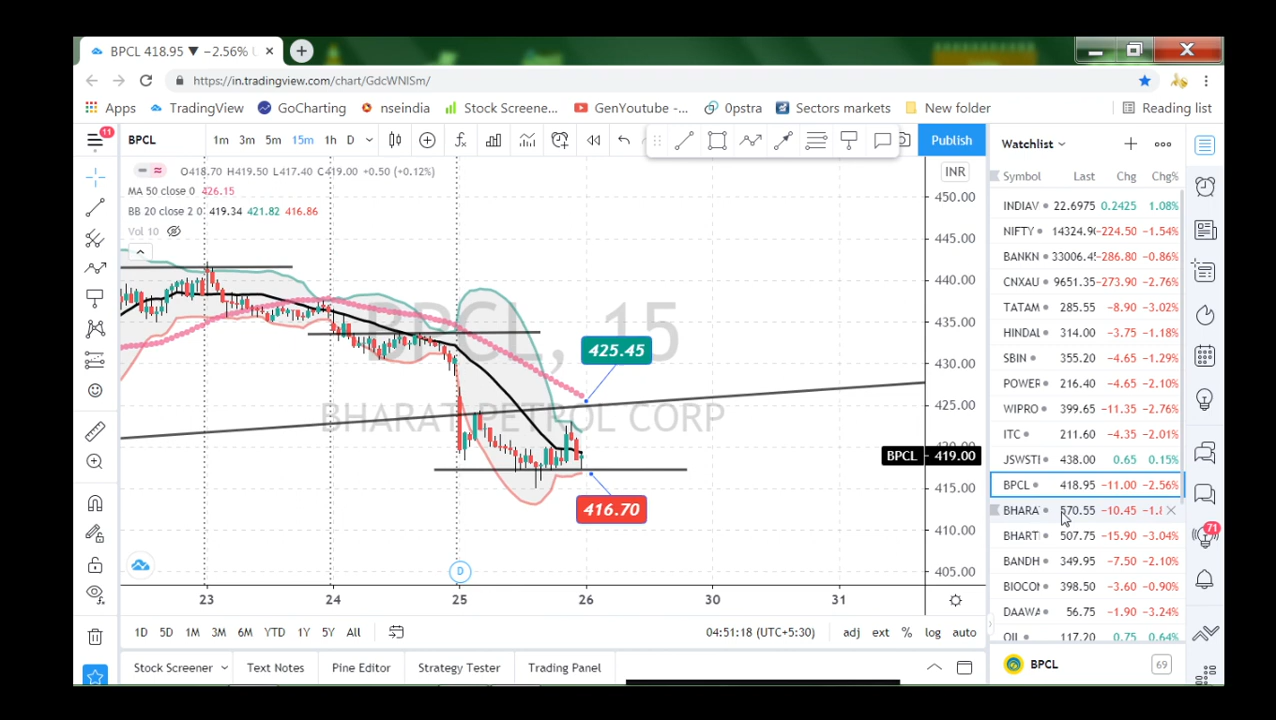 BPCL 418.95 ▼ −2.56%
https://in.tradingview.com/chart/GdcWNISm/
Apps TradingView GoCharting nseindia Stock Screene... GenYoutube -... 0pstra Sectors markets New folder Reading list
11 BPCL 1m 3m 5m 15m 1h D Publish
Watchlist
O418.70 H419.50 L417.40 C419.00 +0.50 (+0.12%)
MA 50 close 0 426.15
BB 20 close 2 0 419.34 421.82 416.86
Vol 10
BPCL, 15
BHARAT PETROL CORP
425.45
416.70
D
INR
450.00
445.00
440.00
435.00
430.00
425.00
BPCL 419.00
415.00
410.00
405.00
23 24 25 26 30 31
1D 5D 1M 3M 6M YTD 1Y 5Y All 04:51:18 (UTC+5:30) adj ext % log auto
Stock Screener Text Notes Pine Editor Strategy Tester Trading Panel
Symbol Last Chg Chg%
INDIAV 22.6975 0.2425 1.08%
NIFTY 14324.9 -224.50 −1.54%
BANKN 33006.4 -286.80 −0.86%
CNXAU 9651.35 -273.90 −2.76%
TATAM 285.55 −8.90 −3.02%
HINDAL 314.00 −3.75 −1.18%
SBIN 355.20 −4.65 −1.29%
POWER 216.40 −4.65 −2.10%
WIPRO 399.65 −11.35 −2.76%
ITC 211.60 −4.35 −2.01%
JSWSTI 438.00 0.65 0.15%
BPCL 418.95 −11.00 −2.56%
BHARA 570.55 −10.45
BHARTI 507.75 −15.90 −3.04%
BANDH 349.95 −7.50 −2.10%
BIOCO 398.50 −3.60 −0.90%
DAAWA 56.75 −1.90 −3.24%
OIL 117.20 0.75 0.64%
71
BPCL 69